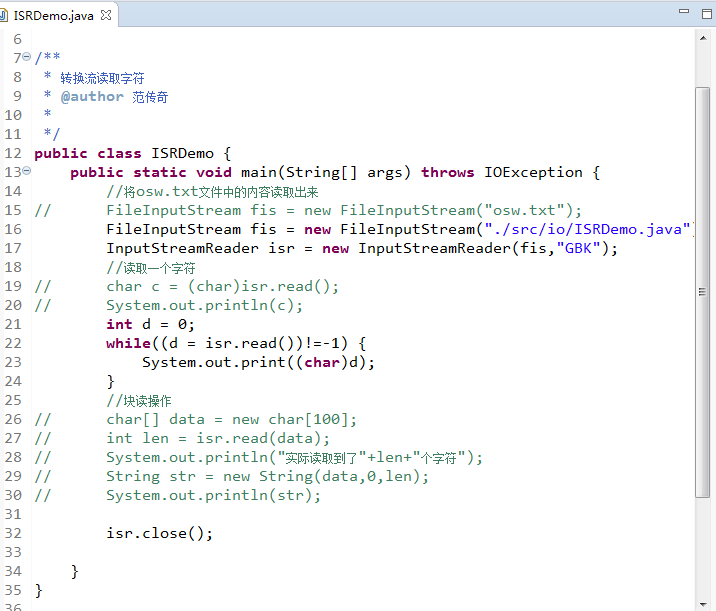 ISRDemo.java
6
7 /**
8  * 转换流读取字符
9  * @author 范传奇
10  *
11  */
12 public class ISRDemo {
13     public static void main(String[] args) throws IOException {
14         //将osw.txt文件中的内容读取出来
15 //      FileInputStream fis = new FileInputStream("osw.txt");
16         FileInputStream fis = new FileInputStream("./src/io/ISRDemo.java")
17         InputStreamReader isr = new InputStreamReader(fis,"GBK");
18         //读取一个字符
19 //      char c = (char)isr.read();
20 //      System.out.println(c);
21         int d = 0;
22         while((d = isr.read())!=-1) {
23             System.out.print((char)d);
24         }
25         //块读操作
26 //      char[] data = new char[100];
27 //      int len = isr.read(data);
28 //      System.out.println("实际读取到了"+len+"个字符");
29 //      String str = new String(data,0,len);
30 //      System.out.println(str);
31
32         isr.close();
33
34     }
35 }
36